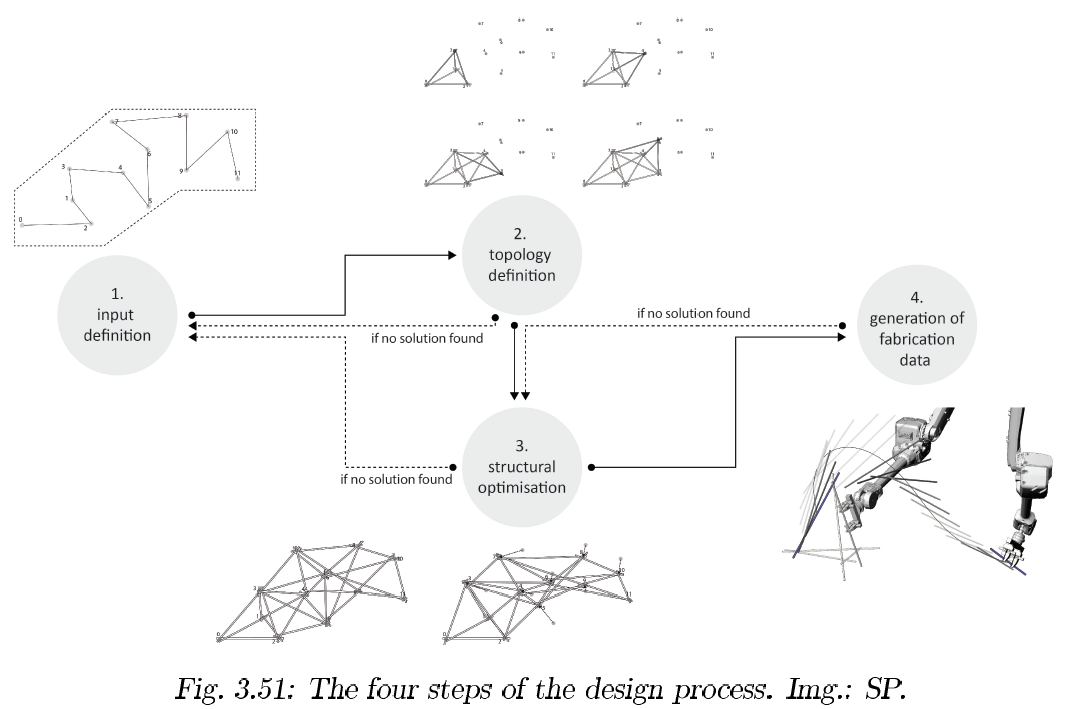 7
8
10
3
4
6
9
11
1
5
0
2
1.
input
definition
2.
topology
definition
if no solution found
if no solution found
if no solution found
3.
structural
optimisation
4.
generation of
fabrication
data
Fig. 3.51: The four steps of the design process. Img.: SP.